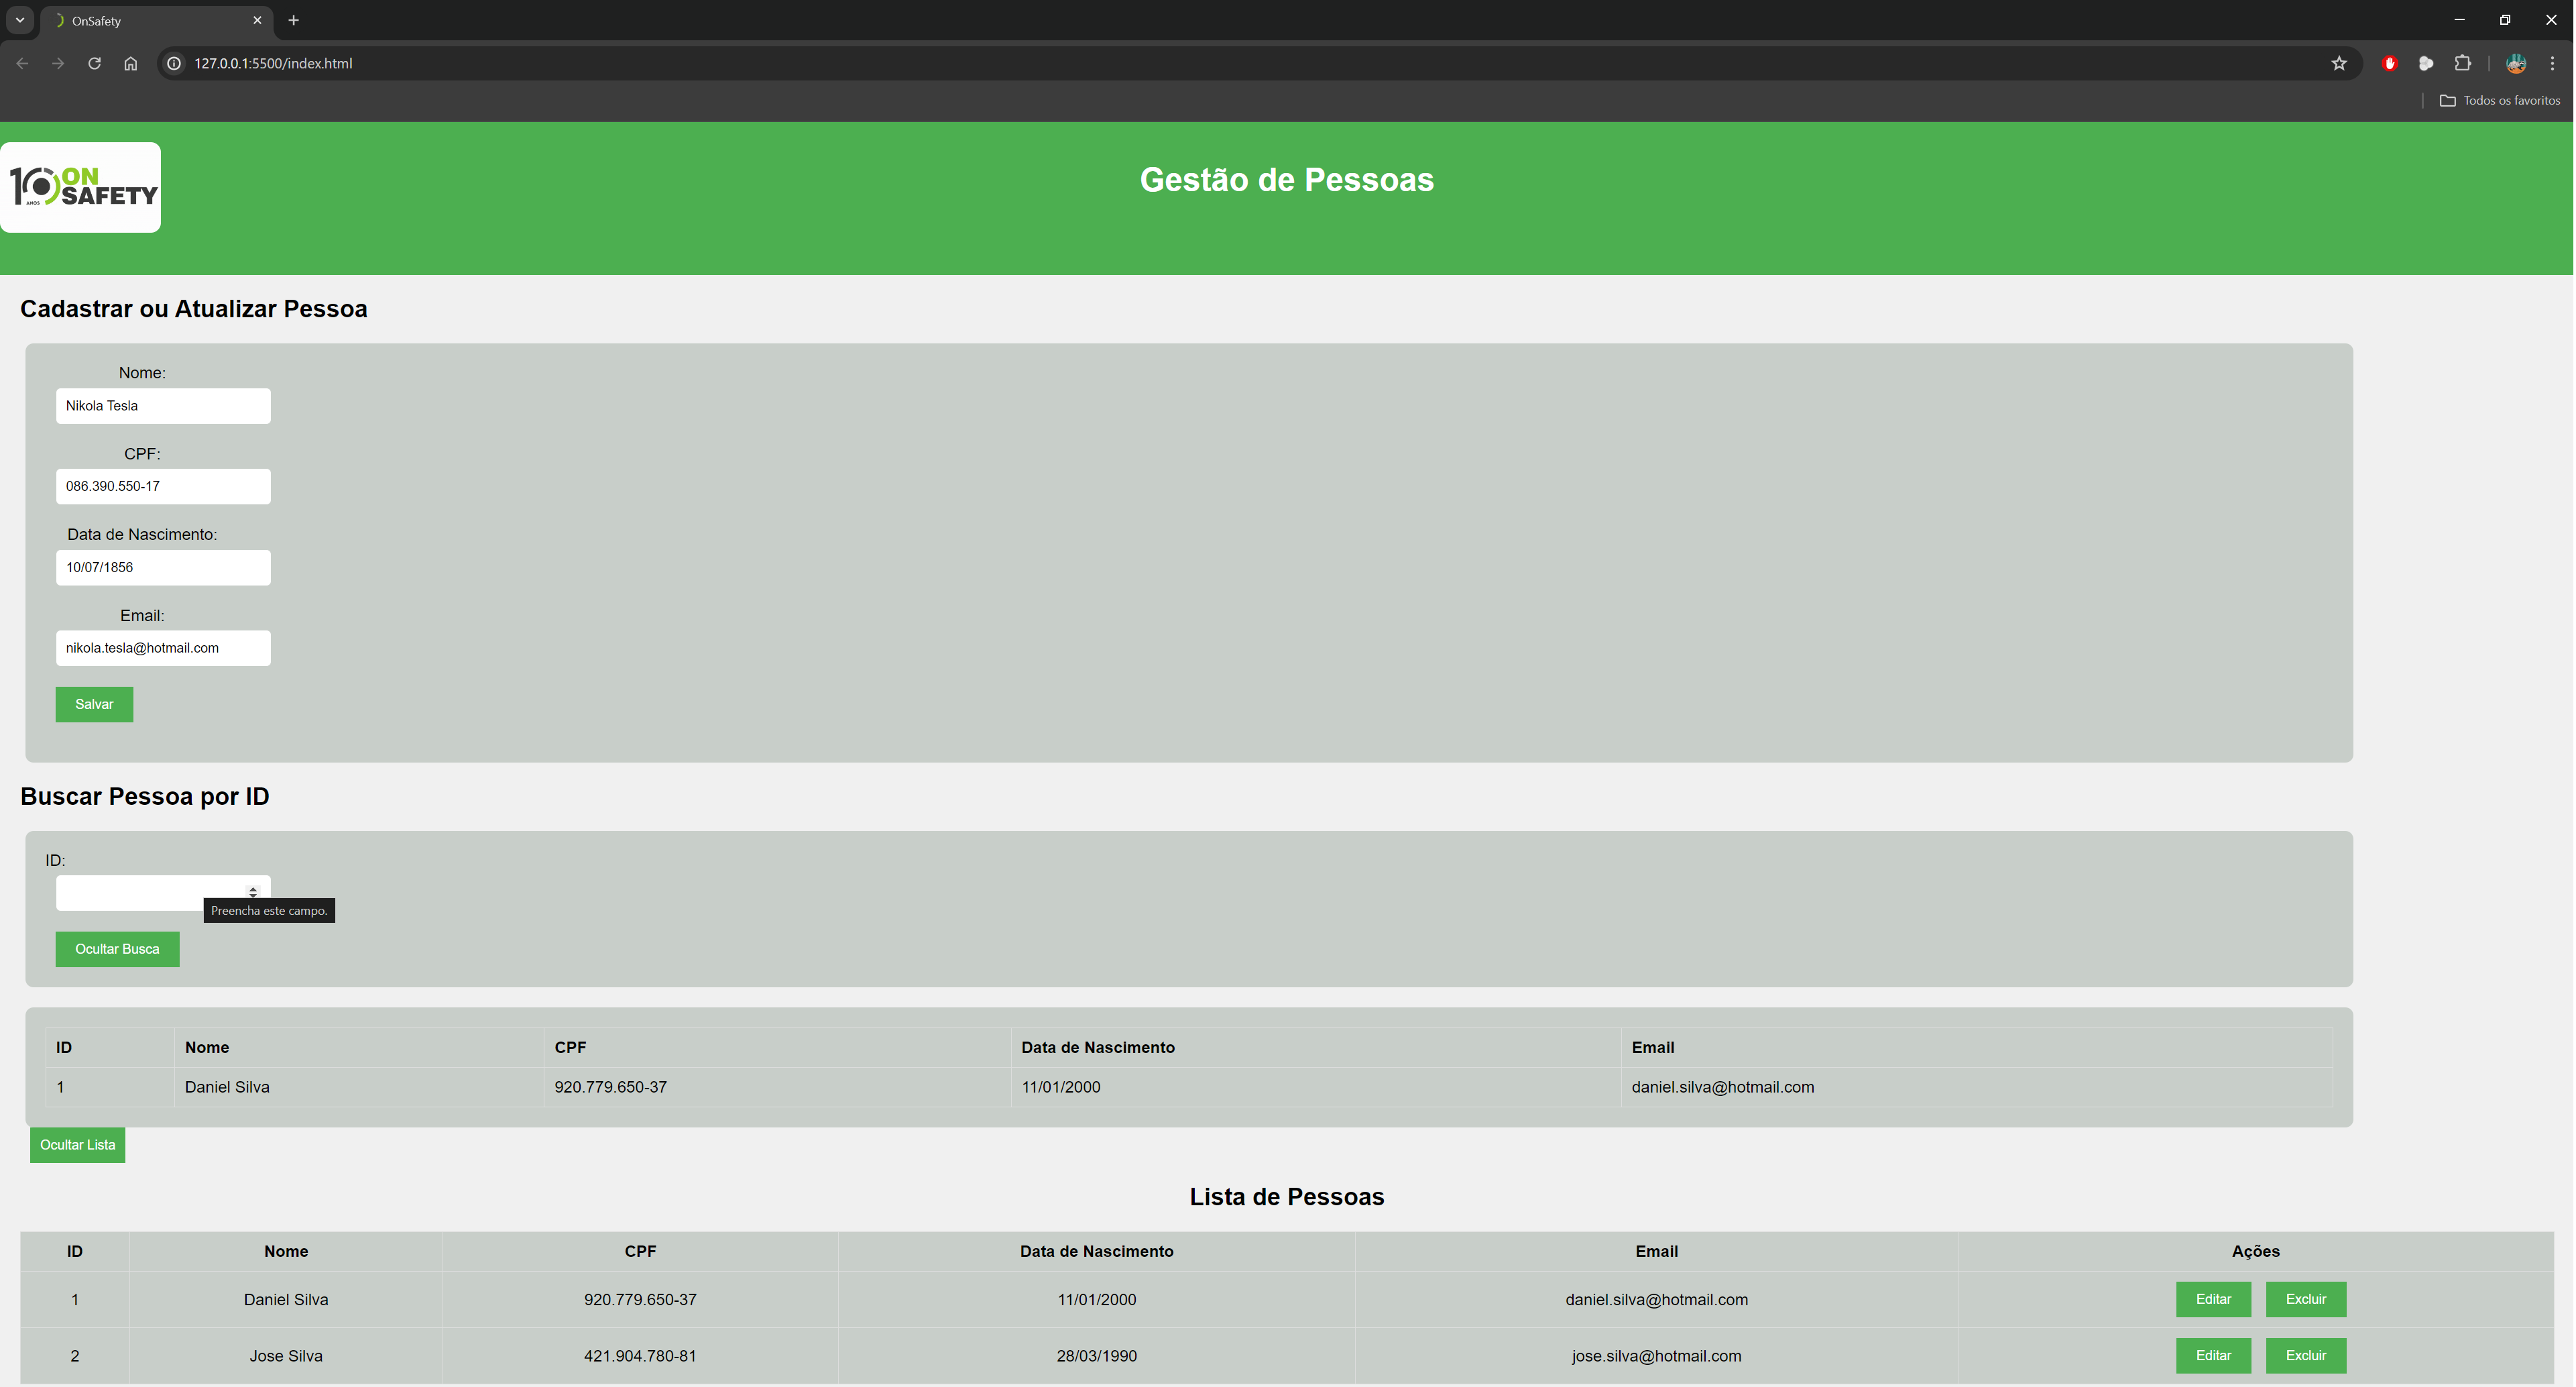 OnSafety
127.0.0.1:5500/index.html
Todos os favoritos
10 ANOS ON SAFETY
Gestão de Pessoas
Cadastrar ou Atualizar Pessoa
Nome:
Nikola Tesla
CPF:
086.390.550-17
Data de Nascimento:
10/07/1856
Email:
nikola.tesla@hotmail.com
Salvar
Buscar Pessoa por ID
ID:
Preencha este campo.
Ocultar Busca
ID Nome CPF Data de Nascimento Email
1 Daniel Silva 920.779.650-37 11/01/2000 daniel.silva@hotmail.com
Ocultar Lista
Lista de Pessoas
ID Nome CPF Data de Nascimento Email Ações
1 Daniel Silva 920.779.650-37 11/01/2000 daniel.silva@hotmail.com Editar Excluir
2 Jose Silva 421.904.780-81 28/03/1990 jose.silva@hotmail.com Editar Excluir